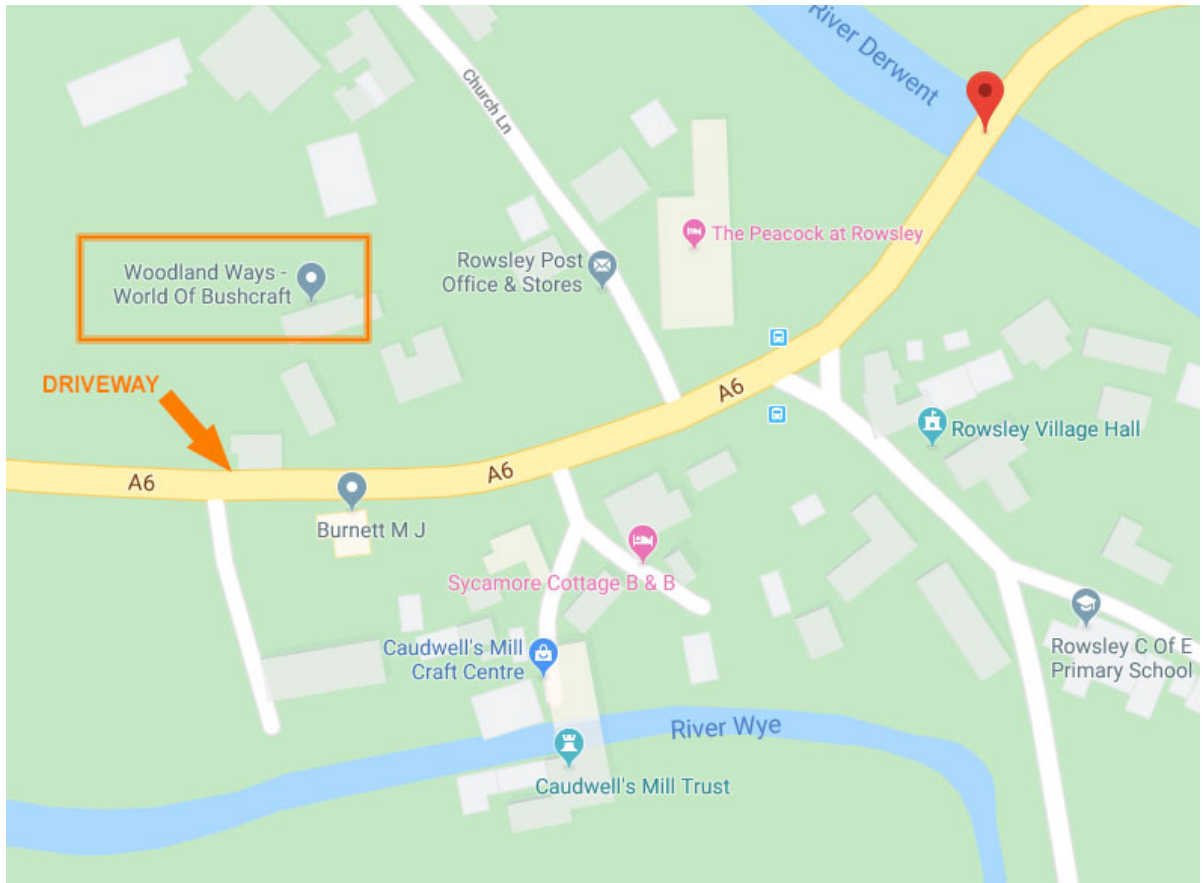 River Derwent
Church Ln
The Peacock at Rowsley
Woodland Ways -
World Of Bushcraft
Rowsley Post
Office & Stores
DRIVEWAY
A6
Rowsley Village Hall
A6
A6
Burnett M J
Sycamore Cottage B & B
Caudwell's Mill
Craft Centre
Rowsley C Of E
Primary School
River Wye
Caudwell's Mill Trust